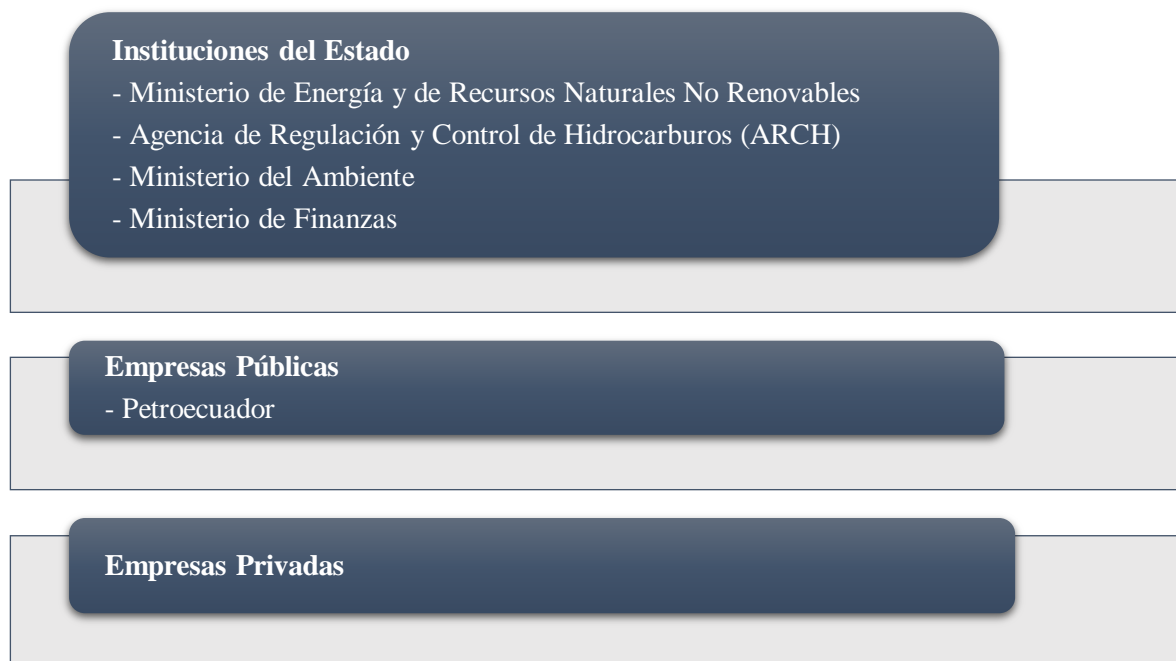 Instituciones del Estado
- Ministerio de Energía y de Recursos Naturales No Renovables
- Agencia de Regulación y Control de Hidrocarburos (ARCH)
- Ministerio del Ambiente
- Ministerio de Finanzas
Empresas Públicas
- Petroecuador
Empresas Privadas